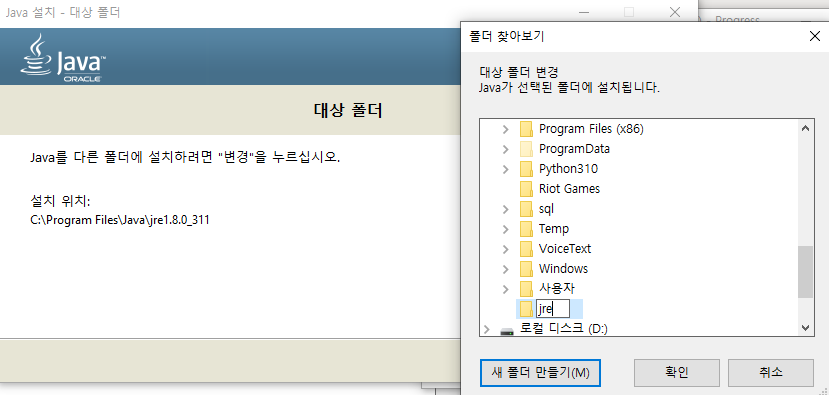 Java 설치 - 대상 폴더
Progress
Java
ORACLE
대상 폴더
Java를 다른 폴더에 설치하려면 "변경"을 누르십시오.
설치 위치:
C:\Program Files\Java\jre1.8.0_311
폴더 찾아보기
대상 폴더 변경
Java가 선택된 폴더에 설치됩니다.
Program Files (x86)
ProgramData
Python310
Riot Games
sql
Temp
VoiceText
Windows
사용자
jre
로컬 디스크 (D:)
새 폴더 만들기(M)
확인
취소